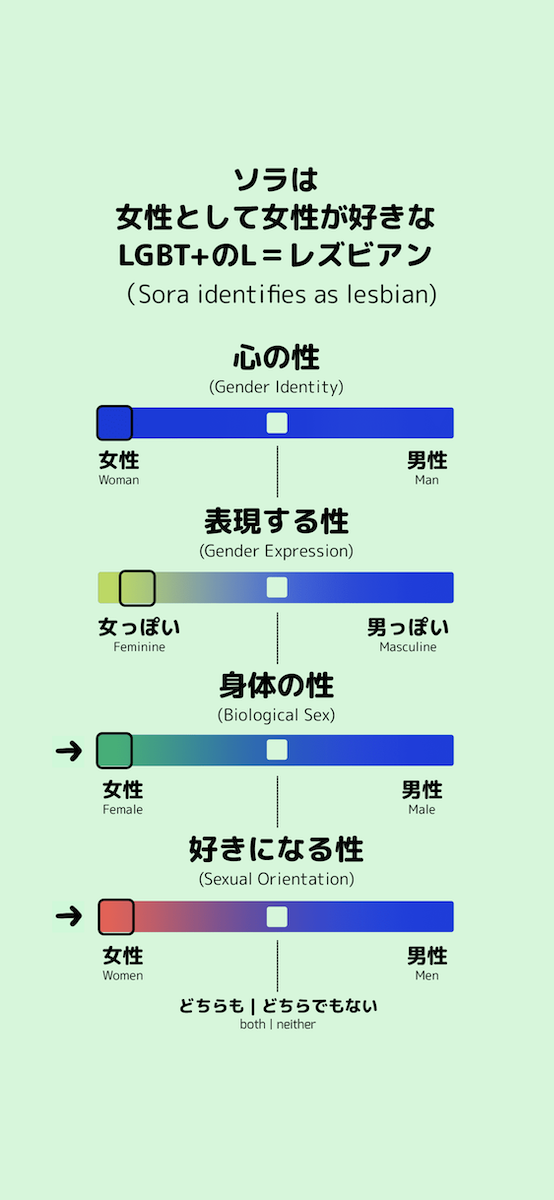 ソラは
女性として女性が好きな
LGBT+のL＝レズビアン
（Sora identifies as lesbian)
心の性
(Gender Identity)
女性 男性
Woman Man
表現する性
(Gender Expression)
女っぽい 男っぽい
Feminine Masculine
身体の性
(Biological Sex)
→
女性 男性
Female Male
好きになる性
(Sexual Orientation)
→
女性 男性
Women Men
どちらも | どちらでもない
both | neither